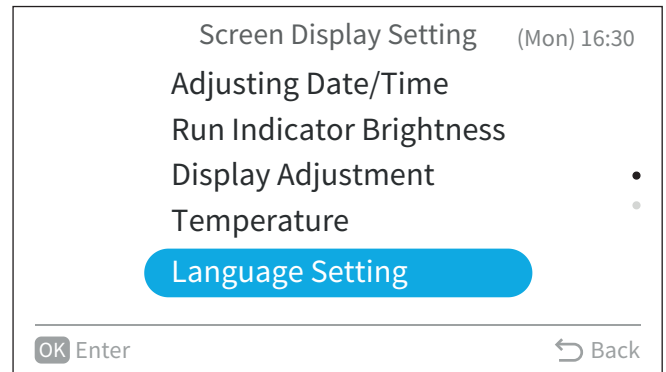 Screen Display Setting (Mon) 16:30
Adjusting Date/Time
Run Indicator Brightness
Display Adjustment
Temperature
Language Setting
OK Enter Back